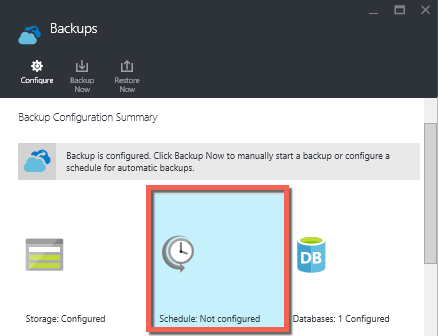 Backups
Configure
Backup
Now
Restore
Now
Backup Configuration Summary
Backup is configured. Click Backup Now to manually start a backup or configure a
schedule for automatic backups.
DB
Storage: Configured
Schedule: Not configured
Databases: 1 Configured